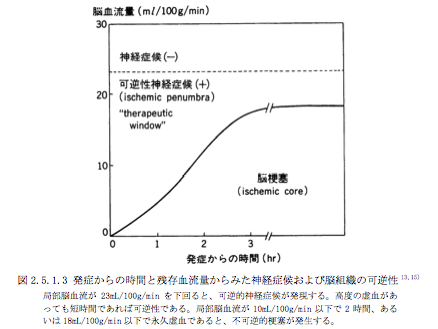 脳血流量 (ml/100g/min)
30
神経症候(−)
可逆性神経症候(+)
20
(ischemic penumbra)
"therapeutic
window"
10
脳梗塞
(ischemic core)
0
0 1 2 3
発症からの時間 (hr)
図 2.5.1.3 発症からの時間と残存血流量からみた神経症候および脳組織の可逆性 13,15)
局部脳血流が 23mL/100g/min を下回ると、可逆的神経症候が発現する。高度の虚血があ
っても短時間であれば可逆性である。局部脳血流が 10mL/100g/min 以下で 2 時間、ある
いは 18mL/100g/min 以下で永久虚血であると、不可逆的梗塞が発生する。